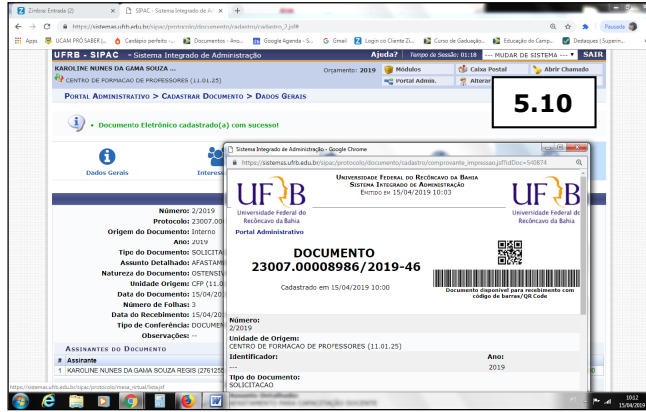 Zimbra: Entrada (2)
SIPAC - Sistema Integrado de A
https://sistemas.ufrb.edu.br/sipac/protocolo/documento/cadastro/cadastro_2.jsf#
Pausada
Apps
UCAM PRÓ SABER |
Cardápio perfeito -
Documentos - Ano
Google Agenda - S
Gmail
Login no Cliente Zi
Curso de Graduação
Educação do Camp
Destaques (Superin
UFRB - SIPAC - Sistema Integrado de Administração
Ajuda? | Tempo de Sessão: 01:18 --- MUDAR DE SISTEMA --- SAIR
KAROLINE NUNES DA GAMA SOUZA ...
Orçamento: 2019
Módulos
Caixa Postal
Abrir Chamado
CENTRO DE FORMACAO DE PROFESSORES (11.01.25)
Portal Admin.
Alterar
PORTAL ADMINISTRATIVO > CADASTRAR DOCUMENTO > DADOS GERAIS
5.10
• Documento Eletrônico cadastrado(a) com sucesso!
Dados Gerais
Interess
Número: 2/2019
Protocolo: 23007.00
Origem do Documento: Interno
Ano: 2019
Tipo do Documento: SOLICITA
Assunto Detalhado: AFASTAM
Natureza do Documento: OSTENSIV
Unidade Origem: CFP (11.0
Data do Documento: 15/04/20
Número de Folhas: 3
Data do Recebimento: 15/04/20
Tipo de Conferência: DOCUMEN
Observações: --
ASSINANTES DO DOCUMENTO
# Assinante
1 KAROLINE NUNES DA GAMA SOUZA REGIS (2761255
Sistema Integrado de Administração - Google Chrome
https://sistemas.ufrb.edu.br/sipac/protocolo/documento/cadastro/comprovante_impressao.jsf?idDoc=540874
UNIVERSIDADE FEDERAL DO RECÔNCAVO DA BAHIA
SISTEMA INTEGRADO DE ADMINISTRAÇÃO
EMITIDO EM 15/04/2019 10:03
UFRB
Universidade Federal do
Recôncavo da Bahia
UFRB
Universidade Federal do
Recôncavo da Bahia
Portal Administrativo
DOCUMENTO
23007.00008986/2019-46
Cadastrado em 15/04/2019 10:00
Documento disponível para recebimento com
código de barras/QR Code
Número:
2/2019
Unidade de Origem:
CENTRO DE FORMACAO DE PROFESSORES (11.01.25)
Identificador:
Ano:
---
2019
Tipo do Documento:
SOLICITACAO
Assunto Detalhado:
AFASTAMENTO PARA CAPACITAÇÃO DOCENTE
https://sistemas.ufrb.edu.br/sipac/protocolo/mesa_virtual/lista.jsf
10:12
15/04/2019